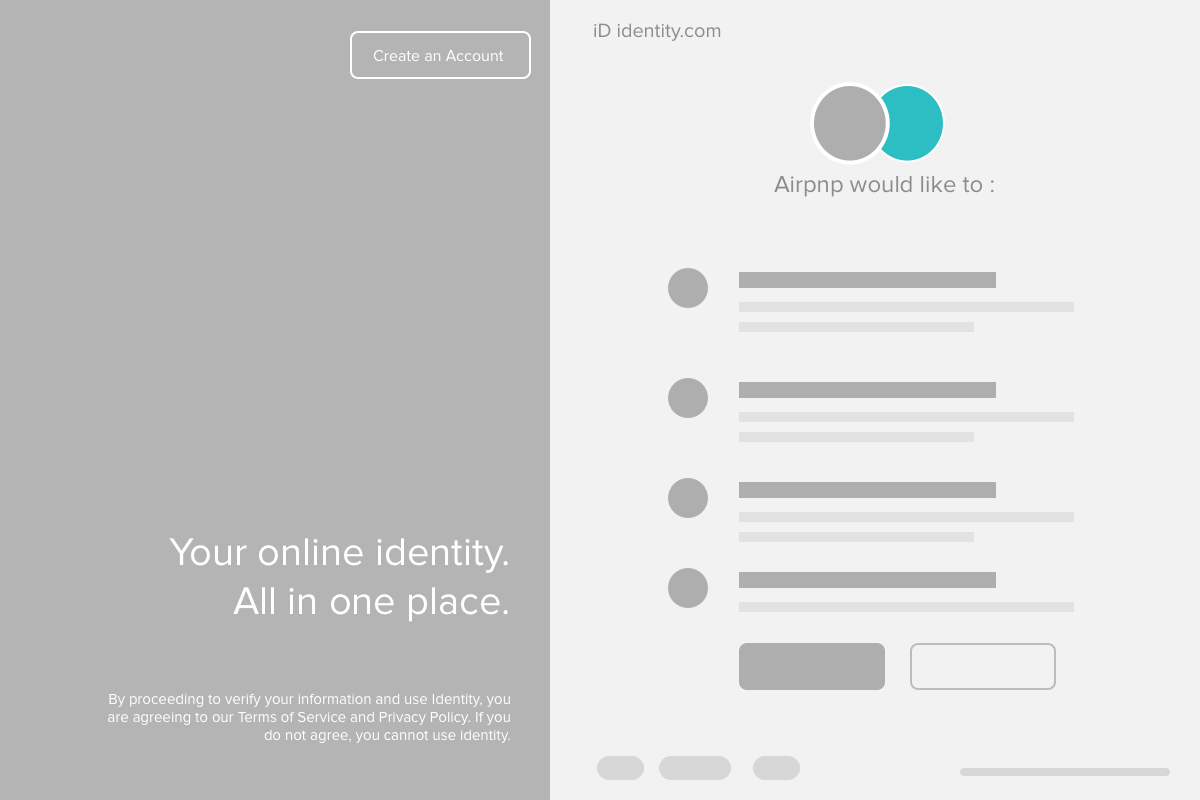 Create an Account
Your online identity.
All in one place.
By proceeding to verify your information and use Identity, you
are agreeing to our Terms of Service and Privacy Policy. If you
do not agree, you cannot use identity.
iD identity.com
Airpnp would like to :